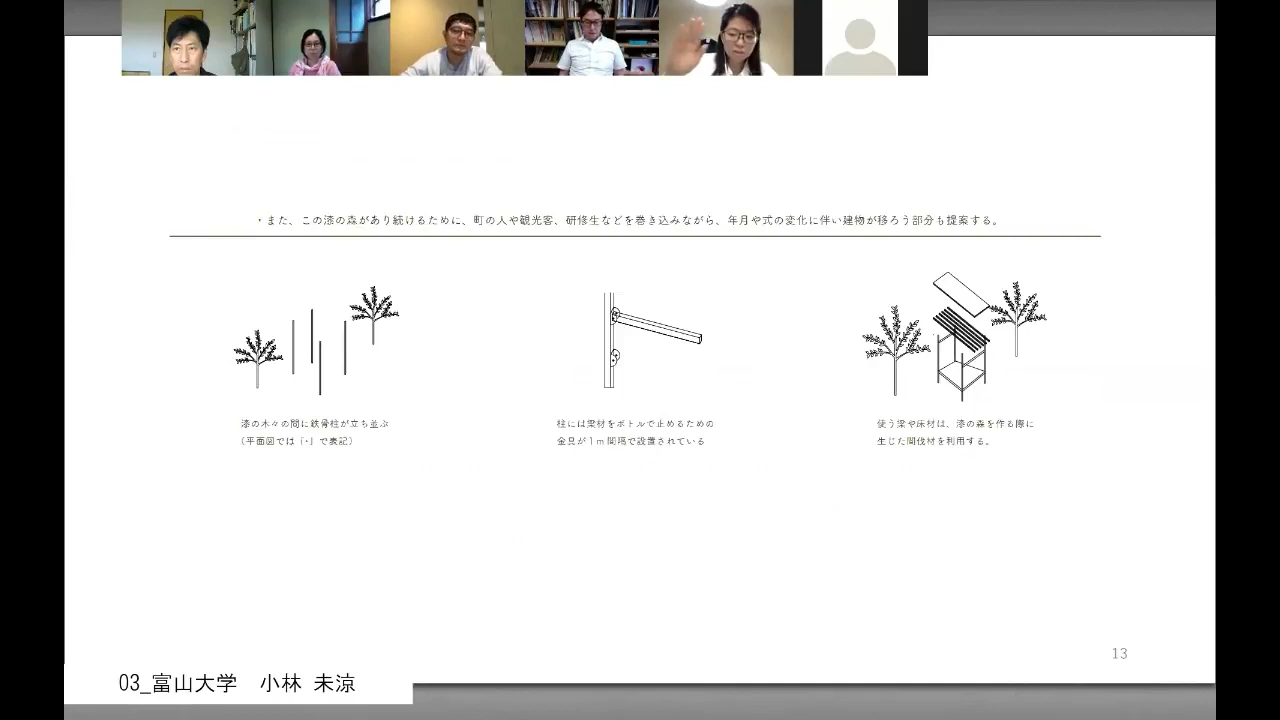 ・また、この漆の森があり続けるために、町の人や観光客、研修生などを巻き込みながら、年月や式の変化に伴い建物が移ろう部分も提案する。
漆の木々の間に鉄骨柱が立ち並ぶ
（平面図では「・」で表記）
柱には梁材をボトルで止めるための
金具が１ｍ間隔で設置されている
使う梁や床材は、漆の森を作る際に
生じた間伐材を利用する。
13
03_富山大学　小林 未涼